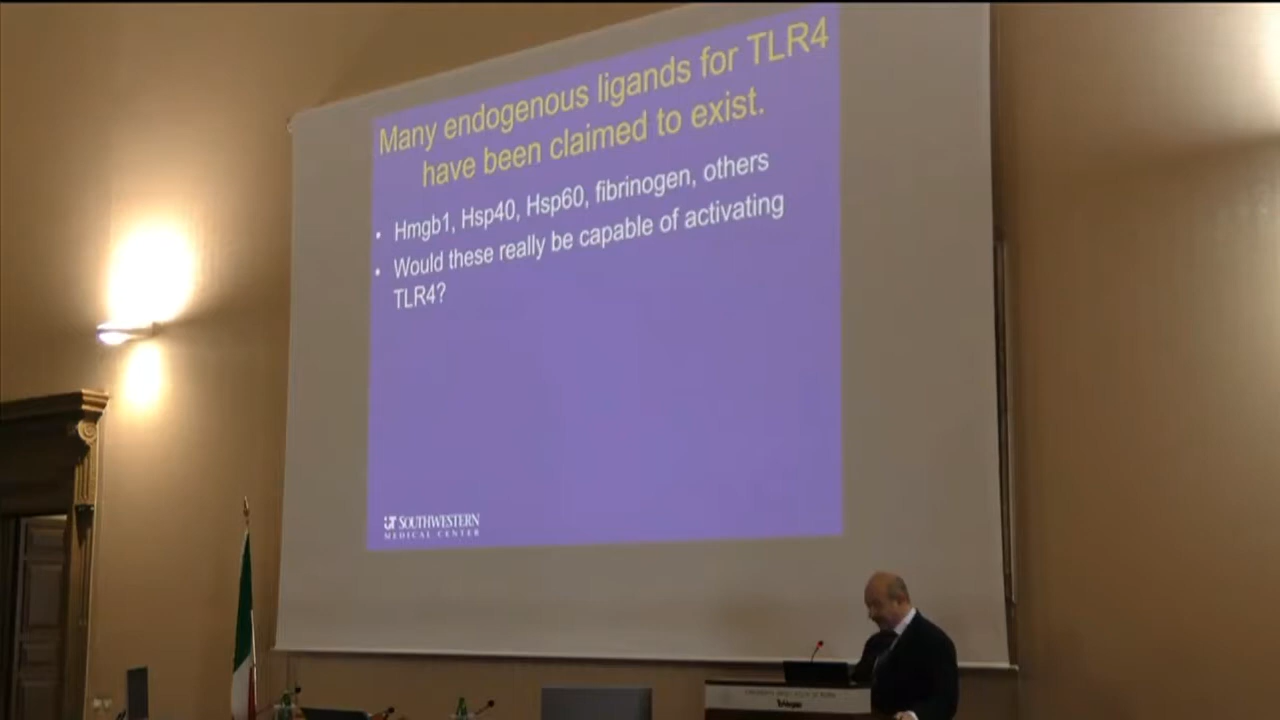 Many endogenous ligands for TLR4
have been claimed to exist.
• Hmgb1, Hsp40, Hsp60, fibrinogen, others
• Would these really be capable of activating
TLR4?
UT SOUTHWESTERN
MEDICAL CENTER